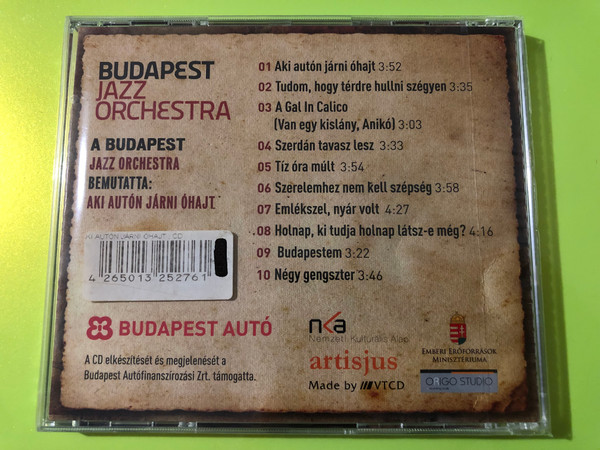 BUDAPEST
JAZZ
ORCHESTRA
A BUDAPEST
JAZZ ORCHESTRA
BEMUTATTA:
AKI AUTÓN JÁRNI ÓHAJT
01 Aki autón járni óhajt 3:52
02 Tudom, hogy térdre hullni szégyen 3:35
03 A Gal In Calico
(Van egy kislány, Anikó) 3:03
04 Szerdán tavasz lesz 3:33
05 Tíz óra múlt 3:54
06 Szerelemhez nem kell szépség 3:58
07 Emlékszel, nyár volt 4:27
08 Holnap, ki tudja holnap látsz-e még? 4:16
09 Budapestem 3:22
10 Négy gengszter 3:46
KI AUTÓN JÁRNI ÓHAJT CD
4 265013 252761
BUDAPEST AUTÓ
A CD elkészítését és megjelenését a
Budapest Autófinanszírozási Zrt. támogatta.
nka
Nemzeti Kulturális Alap
artisjus
Made by VTCD
EMBERI ERŐFORRÁSOK
MINISZTÉRIUMA
ORIGO STUDIO